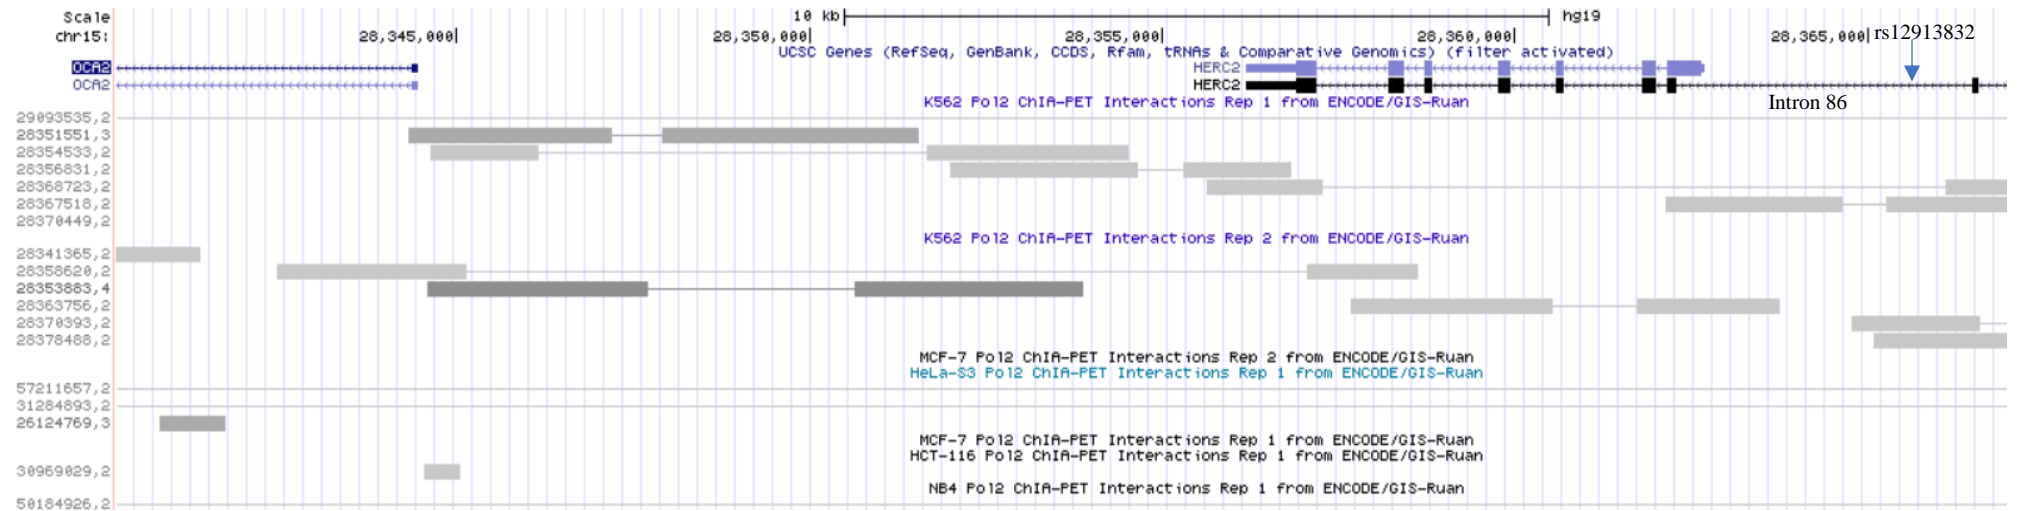 Scale 10 kb hg19
chr15: 28,345,000 28,350,000 28,355,000 28,360,000 28,365,000 rs12913832
UCSC Genes (RefSeq, GenBank, CCDS, Rfam, tRNAs & Comparative Genomics) (filter activated)
OCA2 HERC2
OCA2 HERC2
Intron 86
K562 Pol2 ChIA-PET Interactions Rep 1 from ENCODE/GIS-Ruan
29093535,2
28351551,3
28354533,2
28356831,2
28368723,2
28367518,2
28370449,2
K562 Pol2 ChIA-PET Interactions Rep 2 from ENCODE/GIS-Ruan
28341365,2
28358620,2
28353883,4
28363756,2
28370393,2
28378488,2
MCF-7 Pol2 ChIA-PET Interactions Rep 2 from ENCODE/GIS-Ruan
HeLa-S3 Pol2 ChIA-PET Interactions Rep 1 from ENCODE/GIS-Ruan
57211657,2
31284893,2
26124769,3
MCF-7 Pol2 ChIA-PET Interactions Rep 1 from ENCODE/GIS-Ruan
HCT-116 Pol2 ChIA-PET Interactions Rep 1 from ENCODE/GIS-Ruan
30969029,2
NB4 Pol2 ChIA-PET Interactions Rep 1 from ENCODE/GIS-Ruan
50184926,2